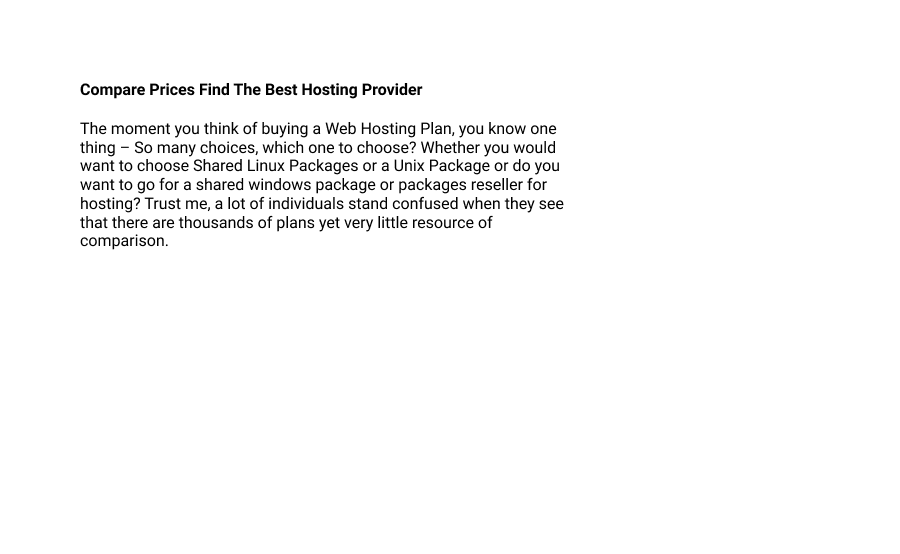 Compare Prices Find The Best Hosting Provider
The moment you think of buying a Web Hosting Plan, you know one
thing – So many choices, which one to choose? Whether you would
want to choose Shared Linux Packages or a Unix Package or do you
want to go for a shared windows package or packages reseller for
hosting? Trust me, a lot of individuals stand confused when they see
that there are thousands of plans yet very little resource of
comparison.